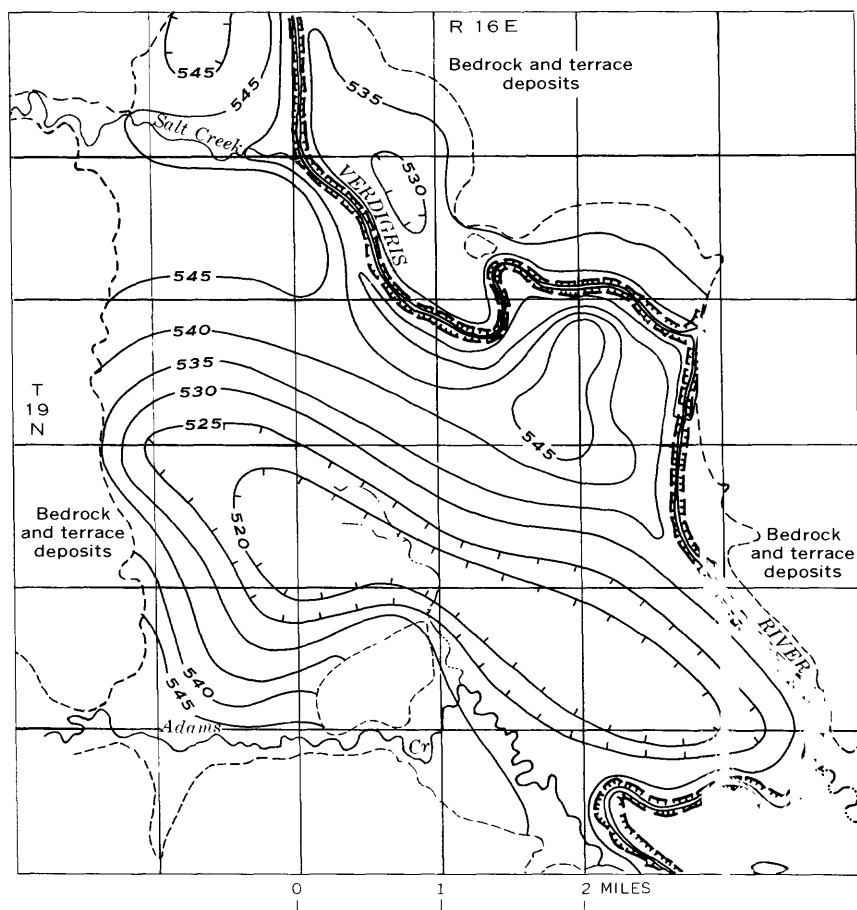 R 16 E
Bedrock and terrace
deposits
545
545
535
Salt Creek
VERDIGRIS
530
545
540
535
530
525
T
19
N
545
Bedrock
and terrace
deposits
520
Bedrock
and terrace
deposits
RIVER
540
545
Adams
Cr
0 1 2 MILES